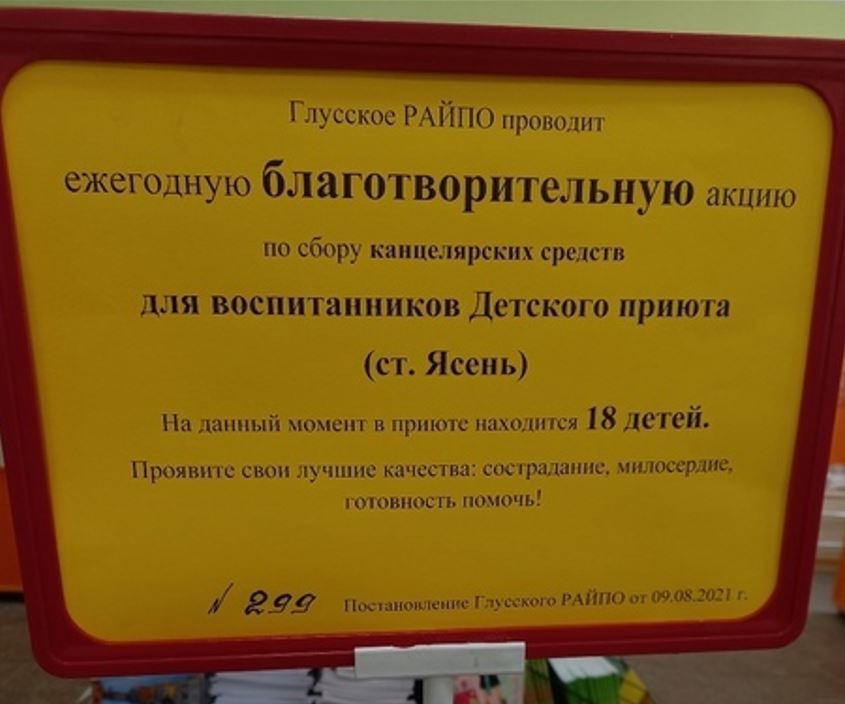 Глусское РАЙПО проводит
ежегодную благотворительную акцию
по сбору канцелярских средств
для воспитанников Детского приюта
(ст. Ясень)
На данный момент в приюте находится 18 детей.
Проявите свои лучшие качества: сострадание, милосердие,
готовность помочь!
N 299 Постановление Глусского РАЙПО от 09.08.2021 г.